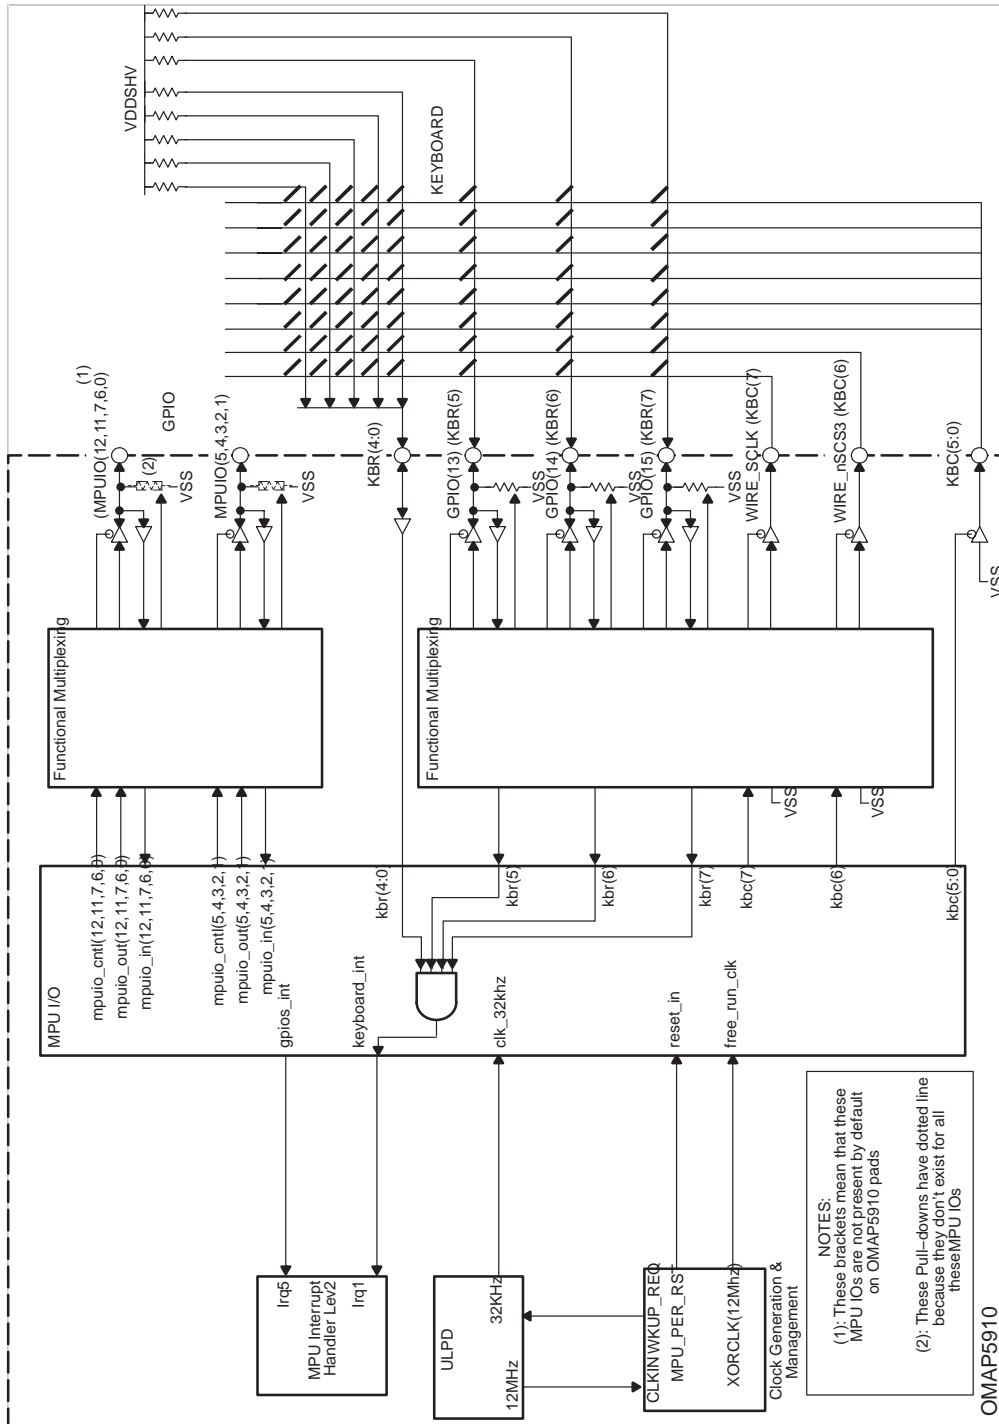 VDDSHV
KEYBOARD
(1)
(MPUIO(12,11,7,6,0)
(2)
VSS
GPIO
MPUIO(5,4,3,2,1)
VSS
KBR(4:0)
GPIO(13) (KBR(5)
VSS
GPIO(14) (KBR(6)
VSS
GPIO(15) (KBR(7)
VSS
WIRE_SCLK (KBC(7)
WIRE_nSCS3 (KBC(6)
KBC(5:0)
VSS
Functional Multiplexing
Functional Multiplexing
VSS
VSS
MPU I/O
mpuio_cntl(12,11,7,6,0)
mpuio_out(12,11,7,6,0)
mpuio_in(12,11,7,6,0)
mpuio_cntl(5,4,3,2,1)
mpuio_out(5,4,3,2,1)
mpuio_in(5,4,3,2,1)
gpios_int
keyboard_int
kbr(4:0)
kbr(5)
kbr(6)
kbr(7)
kbc(7)
kbc(6)
kbc(5:0)
clk_32khz
reset_in
free_run_clk
Irq5
MPU Interrupt
Handler Lev2
Irq1
ULPD
32KHz
12MHz
CLKINWKUP_REQ
MPU_PER_RST
XORCLK(12Mhz)
Clock Generation &
Management
NOTES:
(1): These brackets mean that these
MPU IOs are not present by default
on OMAP5910 pads
(2): These Pull–downs have dotted line
because they don't exist for all
theseMPU IOs
OMAP5910